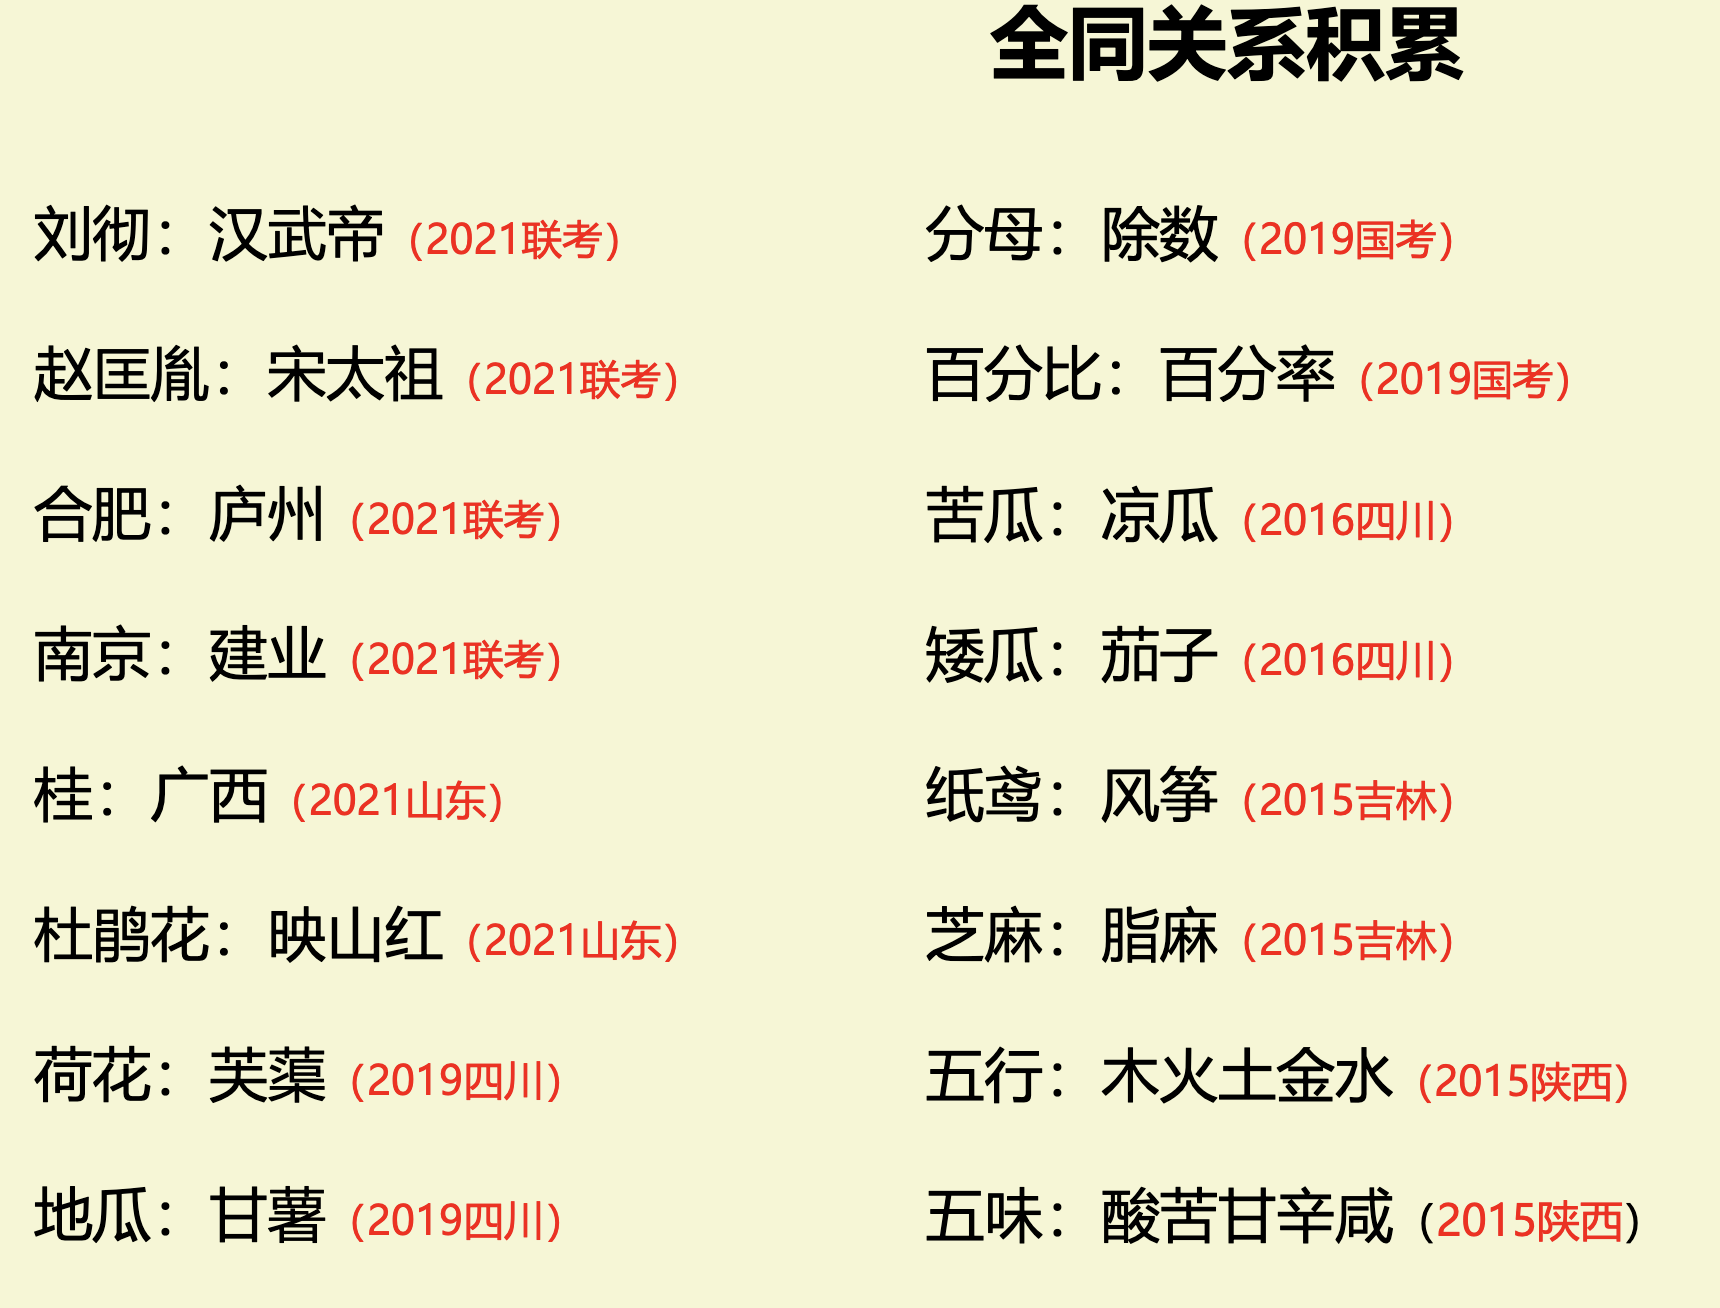 全同关系积累
刘彻：汉武帝（2021联考）
赵匡胤：宋太祖（2021联考）
合肥：庐州（2021联考）
南京：建业（2021联考）
桂：广西（2021山东）
杜鹃花：映山红（2021山东）
荷花：芙蕖（2019四川）
地瓜：甘薯（2019四川）
分母：除数（2019国考）
百分比：百分率（2019国考）
苦瓜：凉瓜（2016四川）
矮瓜：茄子（2016四川）
纸鸢：风筝（2015吉林）
芝麻：脂麻（2015吉林）
五行：木火土金水（2015陕西）
五味：酸苦甘辛咸（2015陕西）